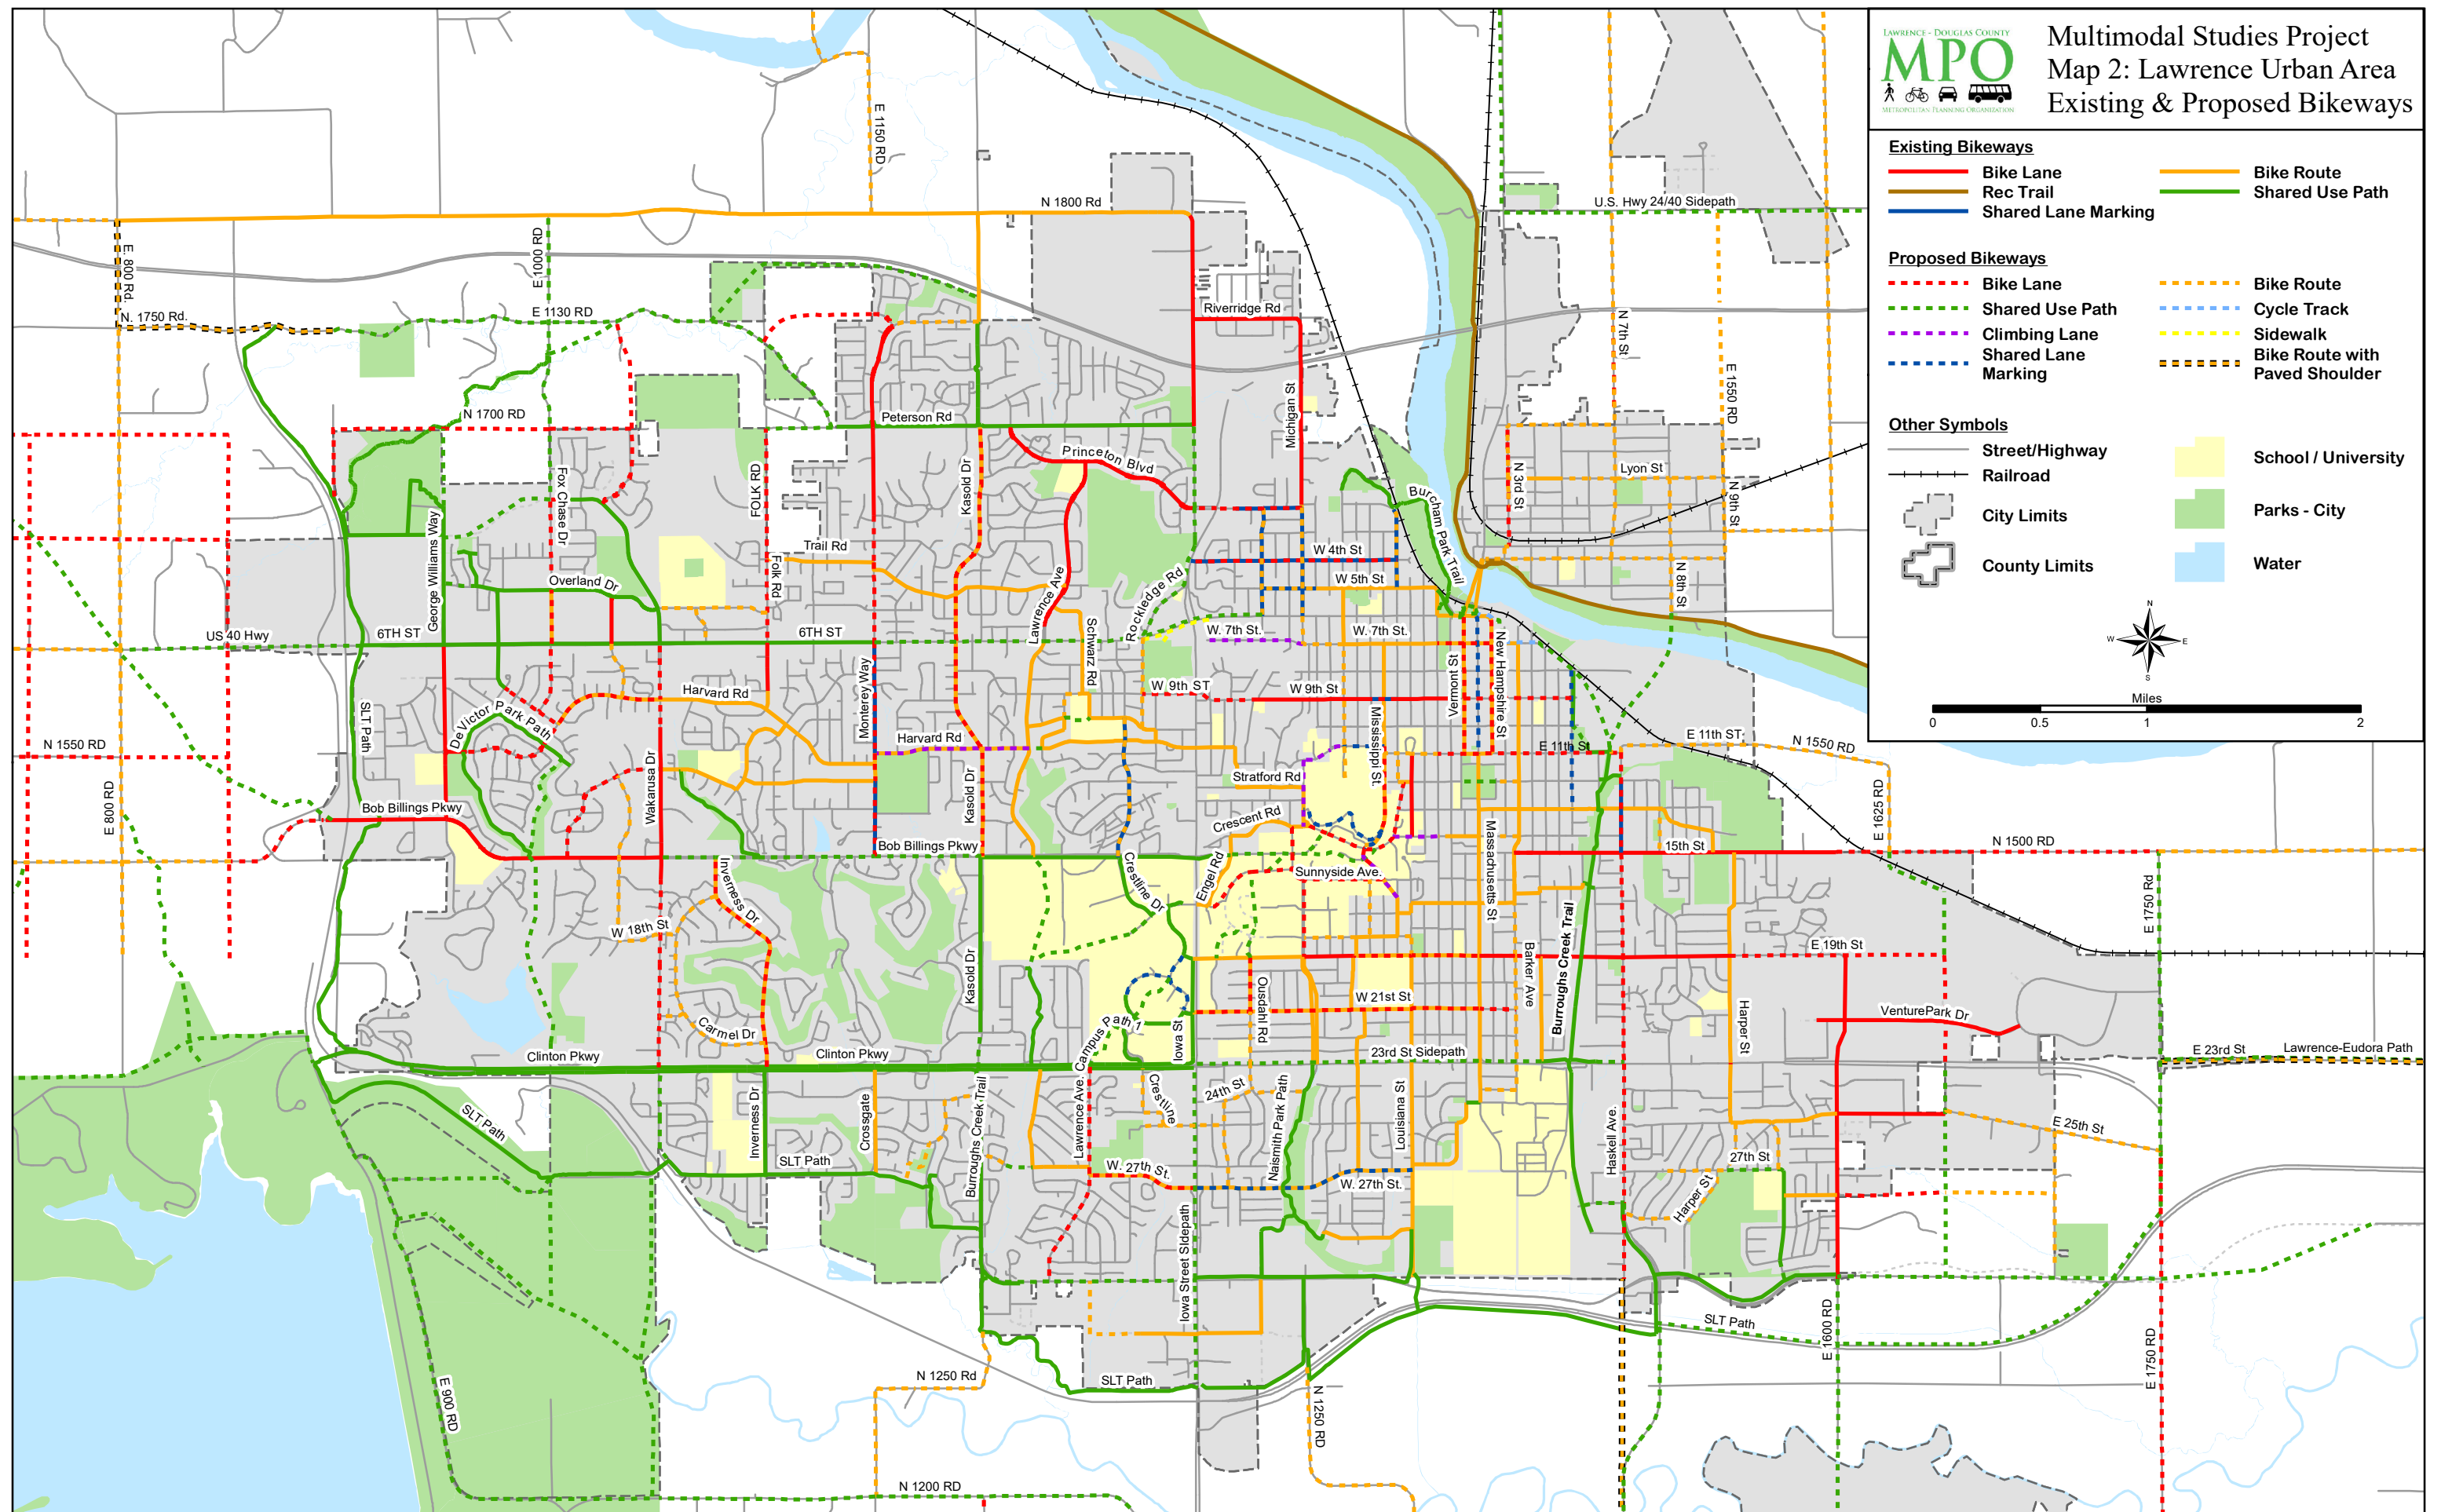 LAWRENCE - DOUGLAS COUNTY
MPO
METROPOLITAN PLANNING ORGANIZATION
Multimodal Studies Project
Map 2: Lawrence Urban Area
Existing & Proposed Bikeways
Existing Bikeways
Bike Lane
Bike Route
Rec Trail
Shared Use Path
Shared Lane Marking
Proposed Bikeways
Bike Lane
Bike Route
Shared Use Path
Cycle Track
Climbing Lane
Sidewalk
Shared Lane
Marking
Bike Route with
Paved Shoulder
Other Symbols
Street/Highway
School / University
Railroad
City Limits
Parks - City
County Limits
Water
N
W
E
S
Miles
0
0.5
1
2
E 1150 RD
N 1800 Rd
U.S. Hwy 24/40 Sidepath
E. 800 Rd.
E 1000 RD
N. 1750 Rd.
E 1130 RD
Riverridge Rd
N 7th St
E 1550 RD
N 1700 RD
Peterson Rd
Michigan St
Princeton Blvd
Fox Chase Dr
FOLK RD
Kasold Dr
Lyon St
N 3rd St
N 9th St
Burcham Park Trail
George Williams Way
Trail Rd
W 4th St
Overland Dr
Folk Rd
W 5th St
Lawrence Ave
Rockledge Rd
N 8th St
US 40 Hwy
6TH ST
6TH ST
Schwarz Rd
W. 7th St.
W. 7th St.
New Hampshire St
Vermont St
Monterey Way
W 9th ST
W 9th St
Harvard Rd
SLT Path
De Victor Park Path
Mississippi St.
N 1550 RD
Harvard Rd
E 11th St
E 11th ST
N 1550 RD
Wakarusa Dr
Kasold Dr
Stratford Rd
E 800 RD
Bob Billings Pkwy
Crescent Rd
E 1625 RD
Massachusetts St
Bob Billings Pkwy
15th St
N 1500 RD
Inverness Dr
Crestline Dr
Engel Rd
Sunnyside Ave.
E 1750 Rd
W 18th St
Burroughs Creek Trail
E 19th St
Kasold Dr
Barker Ave
Ousdahl Rd
W 21st St
VenturePark Dr
Carmel Dr
Campus Path 1
Iowa St
Harper St
Clinton Pkwy
Clinton Pkwy
23rd St Sidepath
E 23rd St
Lawrence-Eudora Path
SLT Path
Inverness Dr
Crossgate
Burroughs Creek Trail
Lawrence Ave.
Crestline
24th St
Naismith Park Path
Louisiana St
Haskell Ave.
E 25th St
SLT Path
W. 27th St.
W. 27th St.
27th St
Harper St
Iowa Street Sidepath
SLT Path
E 1600 RD
E 1750 RD
N 1250 Rd
SLT Path
N 1250 RD
E 900 RD
N 1200 RD